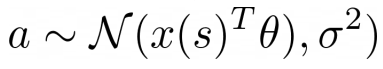 a ∼ 𝒩(x(s)^T θ), σ^2)